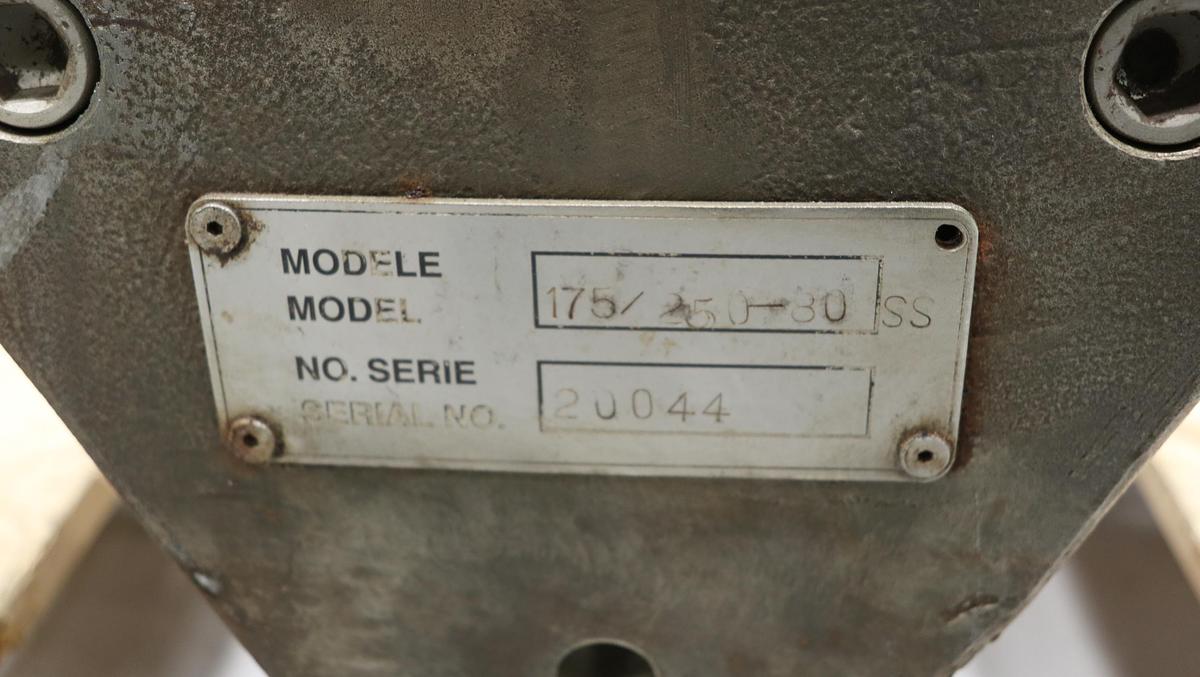 MODELE
MODEL 175/250-80 SS
NO. SERIE
SERIAL NO. 20044